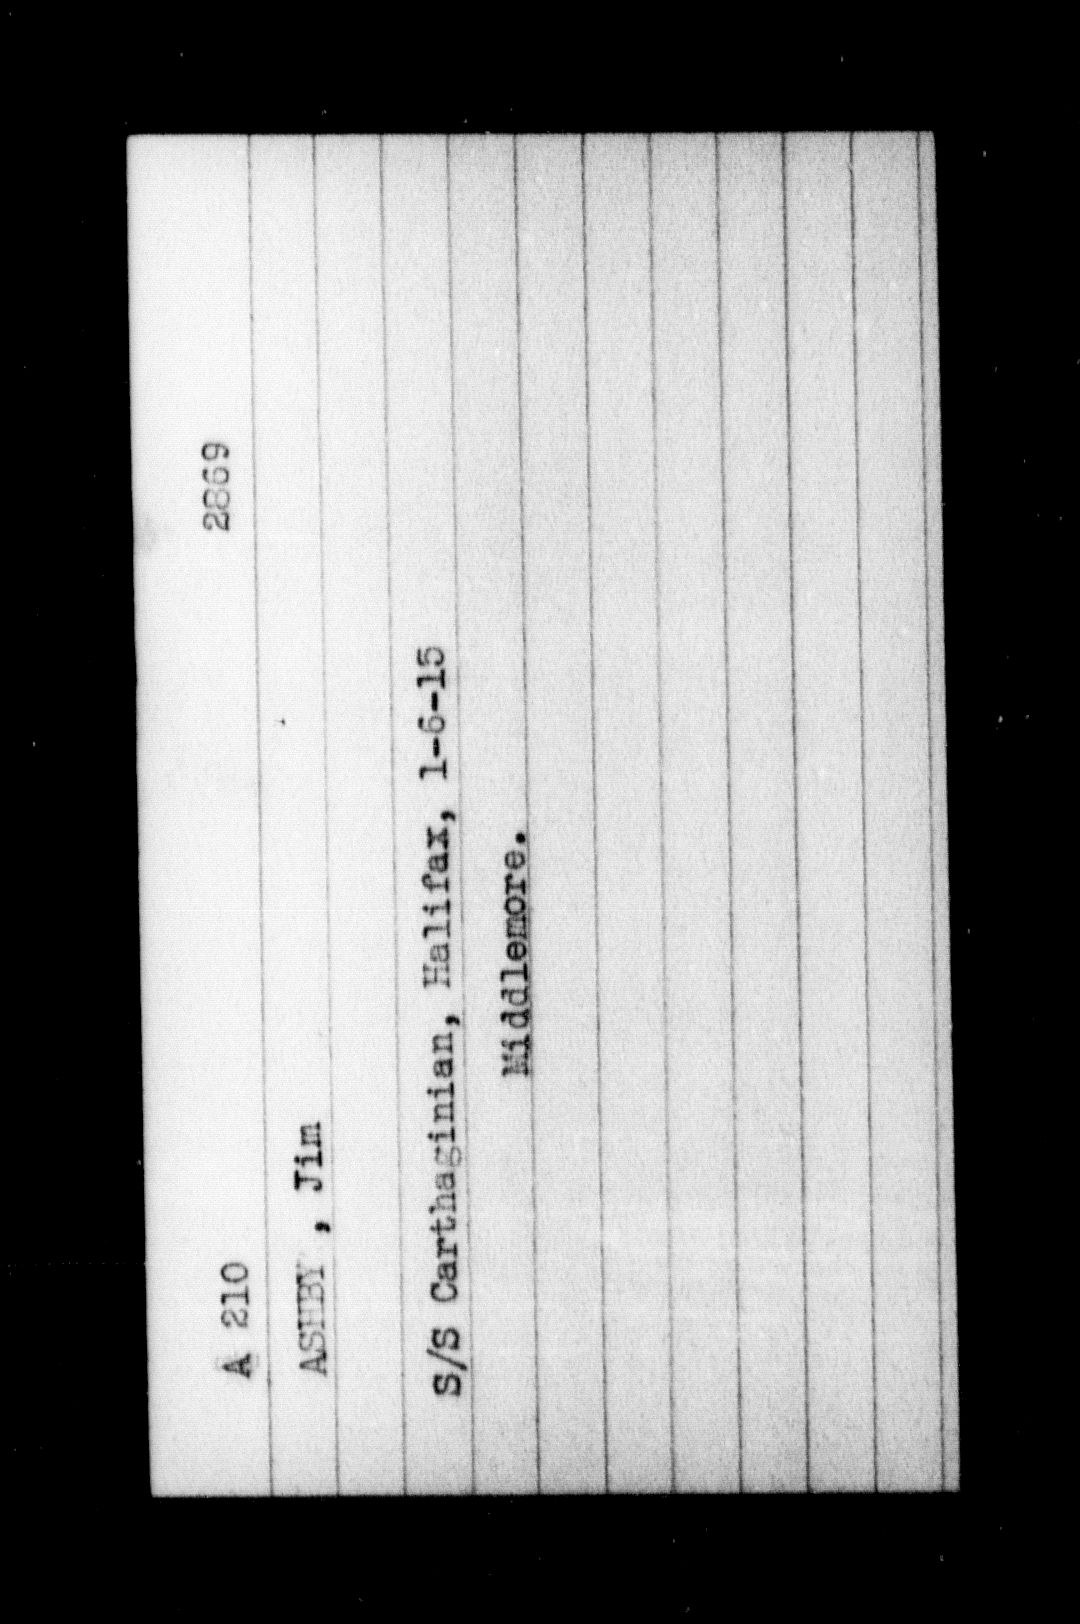 A 210 2869
ASHBY , Jim
S/S Carthaginian, Halifax, 1-6-15
Middlemore.